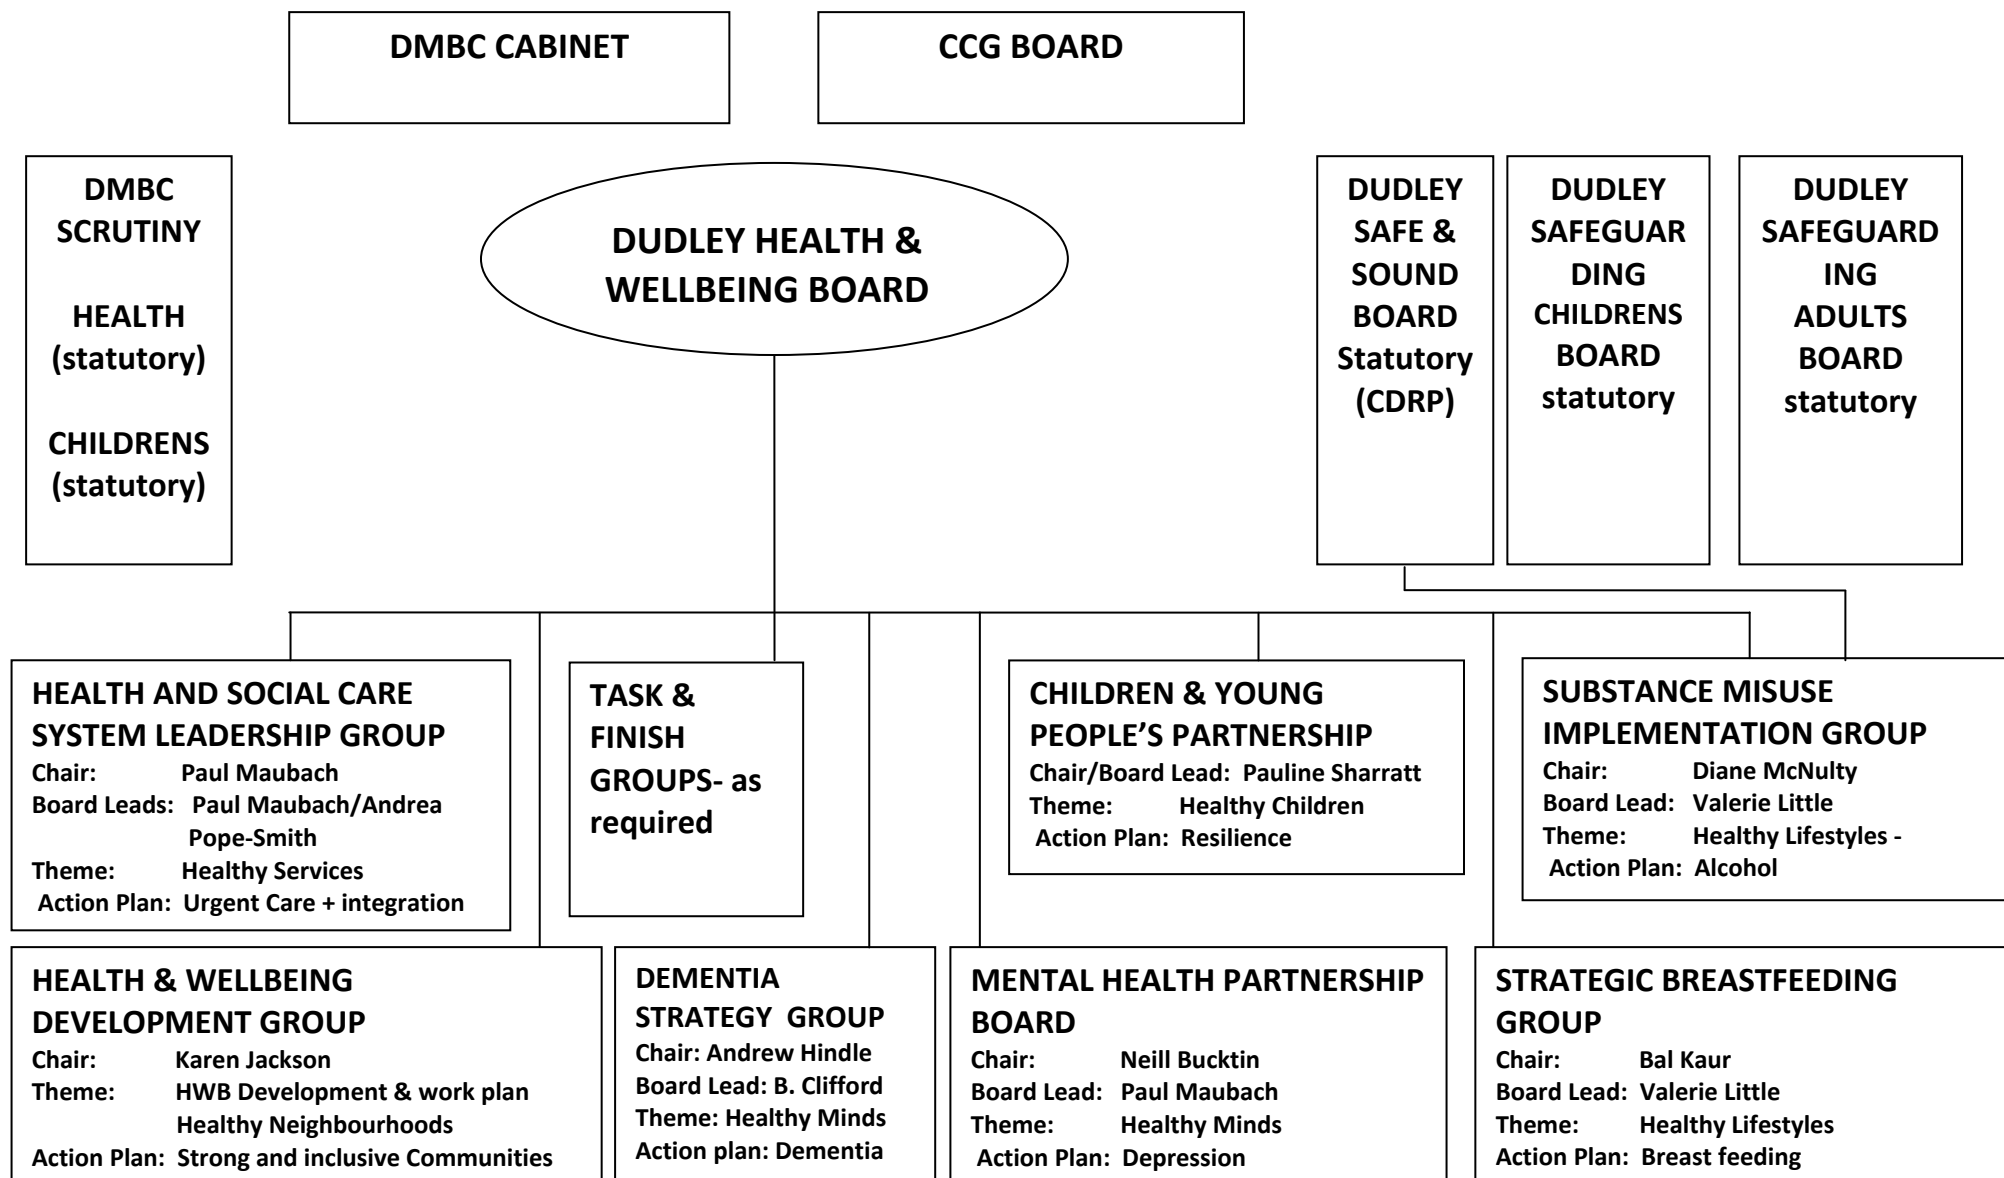 DMBC CABINET
CCG BOARD
DMBC
SCRUTINY
HEALTH
(statutory)
CHILDRENS
(statutory)
DUDLEY HEALTH &
WELLBEING BOARD
DUDLEY
SAFE &
SOUND
BOARD
Statutory
(CDRP)
DUDLEY
SAFEGUAR
DING
CHILDRENS
BOARD
statutory
DUDLEY
SAFEGUARD
ING
ADULTS
BOARD
statutory
HEALTH AND SOCIAL CARE
SYSTEM LEADERSHIP GROUP
Chair: Paul Maubach
Board Leads: Paul Maubach/Andrea
Pope-Smith
Theme: Healthy Services
Action Plan: Urgent Care + integration
TASK &
FINISH
GROUPS- as
required
CHILDREN & YOUNG
PEOPLE’S PARTNERSHIP
Chair/Board Lead: Pauline Sharratt
Theme: Healthy Children
Action Plan: Resilience
SUBSTANCE MISUSE
IMPLEMENTATION GROUP
Chair: Diane McNulty
Board Lead: Valerie Little
Theme: Healthy Lifestyles -
Action Plan: Alcohol
HEALTH & WELLBEING
DEVELOPMENT GROUP
Chair: Karen Jackson
Theme: HWB Development & work plan
Healthy Neighbourhoods
Action Plan: Strong and inclusive Communities
DEMENTIA
STRATEGY GROUP
Chair: Andrew Hindle
Board Lead: B. Clifford
Theme: Healthy Minds
Action plan: Dementia
MENTAL HEALTH PARTNERSHIP
BOARD
Chair: Neill Bucktin
Board Lead: Paul Maubach
Theme: Healthy Minds
Action Plan: Depression
STRATEGIC BREASTFEEDING
GROUP
Chair: Bal Kaur
Board Lead: Valerie Little
Theme: Healthy Lifestyles
Action Plan: Breast feeding